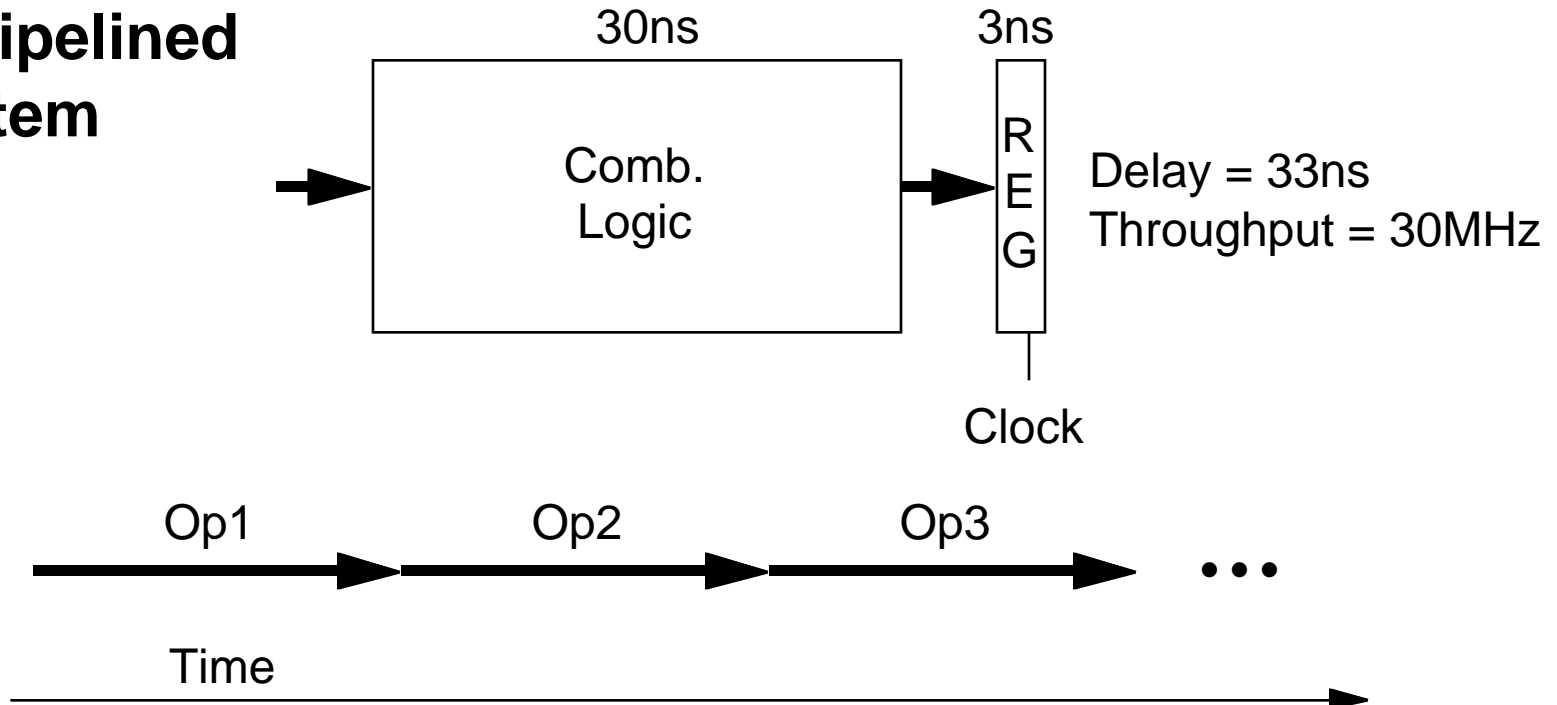 ipelined
tem
30ns
3ns
Comb.
Logic
R
E
G
Delay = 33ns
Throughput = 30MHz
Clock
Op1 Op2 Op3 •••
Time